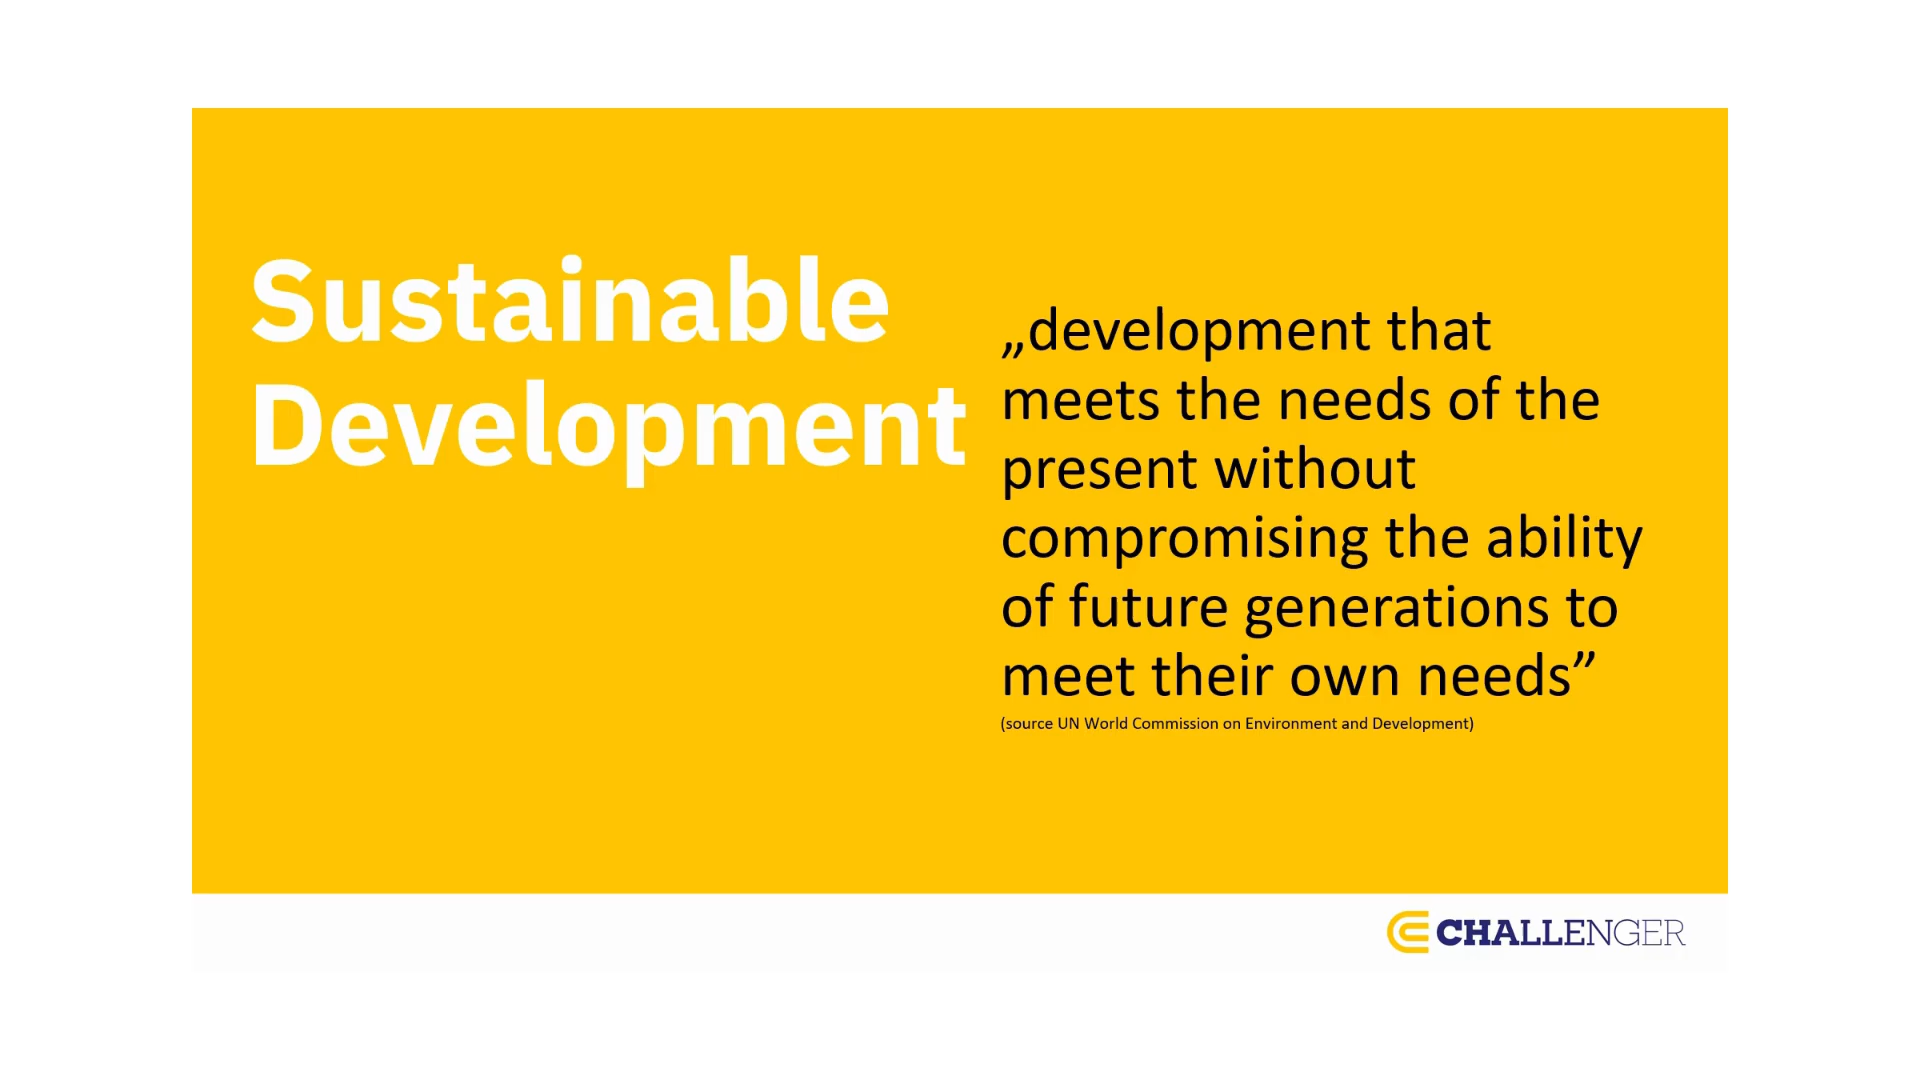 Sustainable
Development
„development that
meets the needs of the
present without
compromising the ability
of future generations to
meet their own needs”
(source UN World Commission on Environment and Development)
CHALLENGER